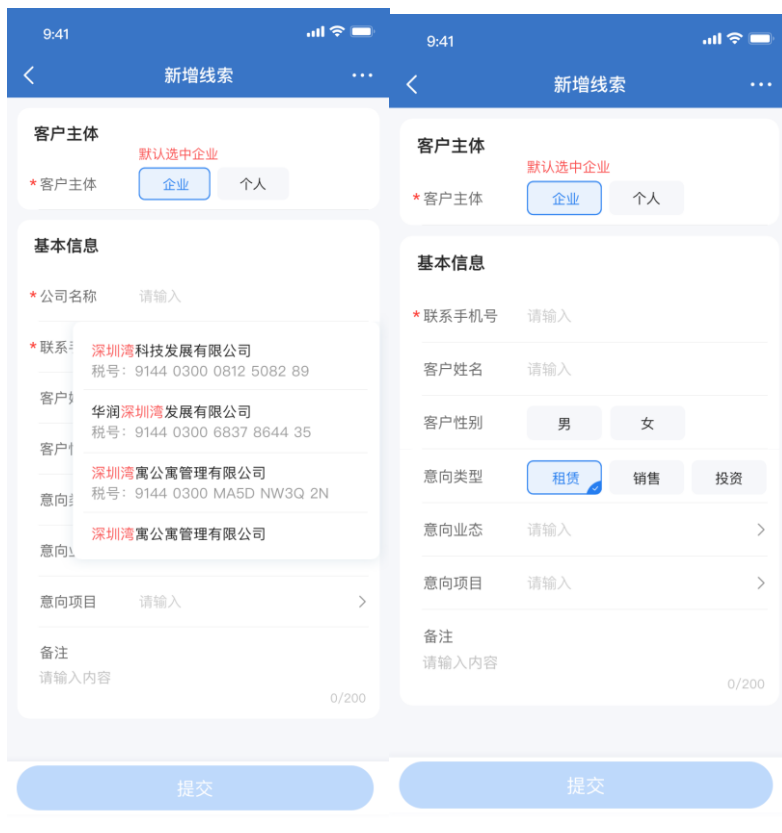 9:41
新增线索
客户主体
默认选中企业
*客户主体 企业 个人
基本信息
*公司名称 请输入
*联系
深圳湾科技发展有限公司
税号：9144 0300 0812 5082 89
客户
华润深圳湾发展有限公司
税号：9144 0300 6837 8644 35
客户
深圳湾寓公寓管理有限公司
税号：9144 0300 MA5D NW3Q 2N
意向
深圳湾寓公寓管理有限公司
意向
意向项目 请输入
备注
请输入内容
0/200
提交
9:41
新增线索
客户主体
默认选中企业
*客户主体 企业 个人
基本信息
*联系手机号 请输入
客户姓名 请输入
客户性别 男 女
意向类型 租赁 销售 投资
意向业态 请输入
意向项目 请输入
备注
请输入内容
0/200
提交